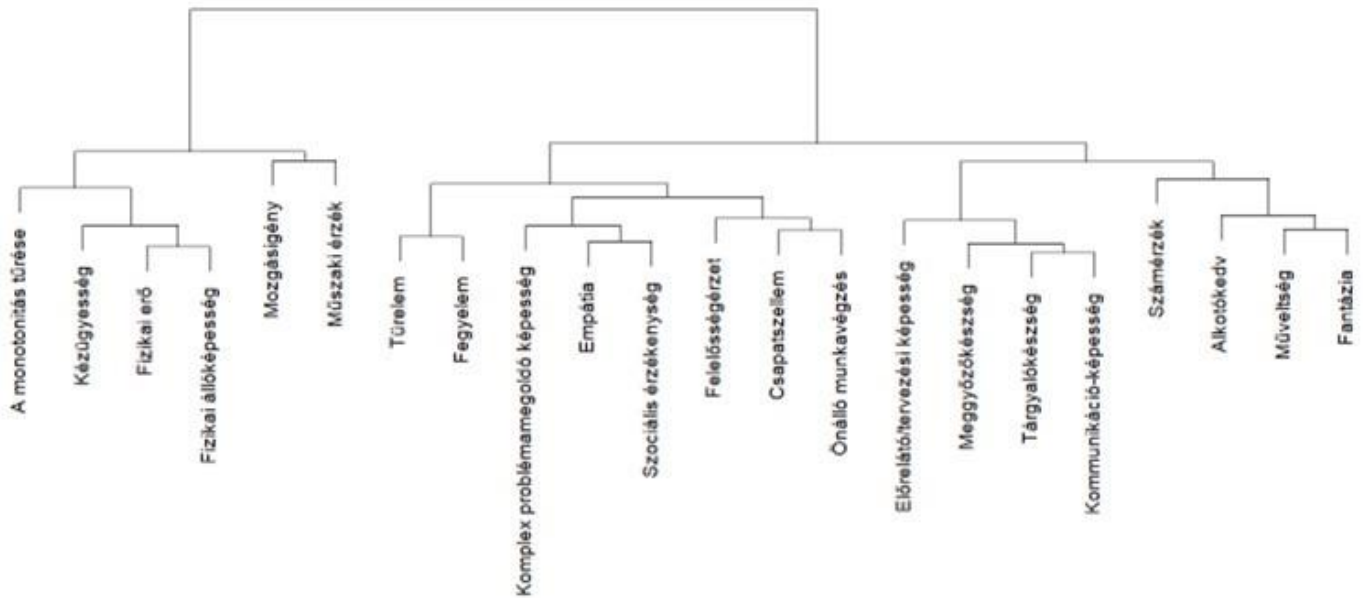 A monotonitás tűrése
Kézügyesség
Fizikai erő
Fizikai állóképesség
Mozgásigény
Műszaki érzék
Türelem
Fegyelem
Komplex problémamegoldó képesség
Empátia
Szociális érzékenység
Felelősségérzet
Csapatszellem
Önálló munkavégzés
Előrelátó/tervezési képesség
Meggyőzőkészség
Tárgyalókészség
Kommunikáció-képesség
Számérzék
Alkotókedv
Műveltség
Fantázia